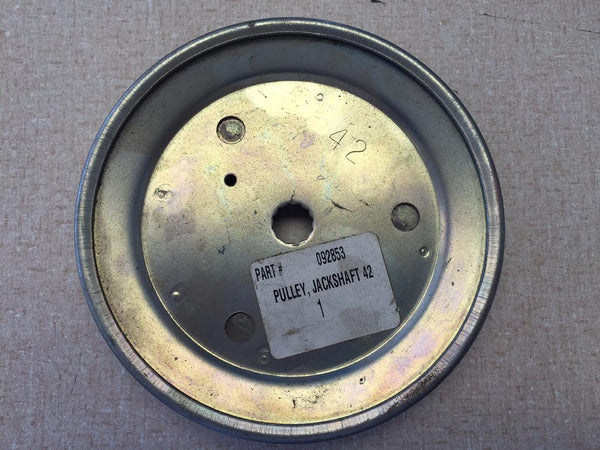 42
PART # 092853
PULLEY, JACKSHAFT 42
1